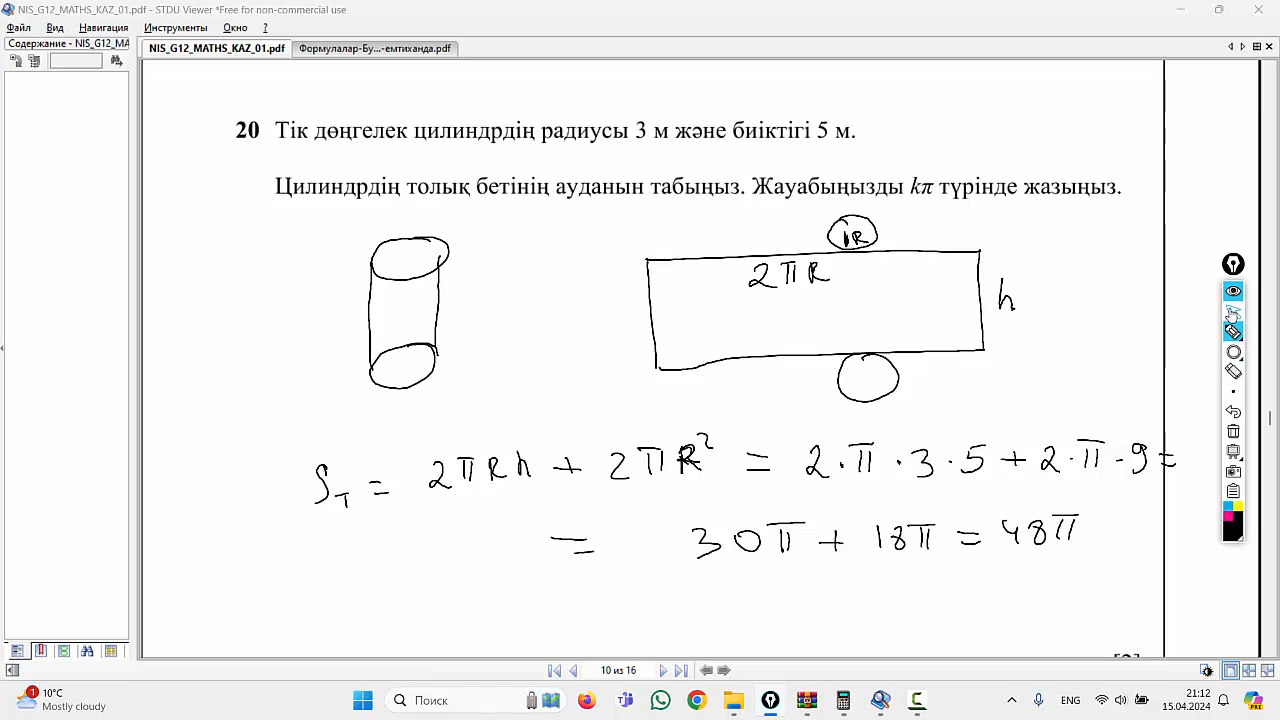 NIS_G12_MATHS_KAZ_01.pdf - STDU Viewer *Free for non-commercial use
Файл Вид Навигация Инструменты Окно ?
Содержание - NIS_G12_MA
NIS_G12_MATHS_KAZ_01.pdf Формулалар-Бу...-емтиханда.pdf
20 Тік дөңгелек цилиндрдің радиусы 3 м және биіктігі 5 м.
Цилиндрдің толық бетінің ауданын табыңыз. Жауабыңызды kπ түрінде жазыңыз.
R
2πR
h
S_T = 2πRh + 2πR² = 2·π·3·5 + 2·π·9 =
= 30π + 18π = 48π
10 из 16
1
10°C
Mostly cloudy
Поиск
ENG
21:12
15.04.2024